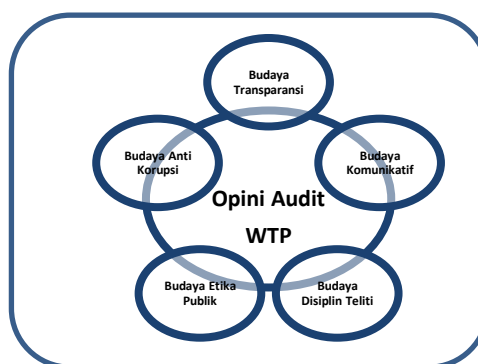 Budaya
Transparansi
Budaya Anti
Korupsi
Budaya
Komunikatif
Opini Audit
WTP
Budaya Etika
Publik
Budaya
Disiplin Teliti